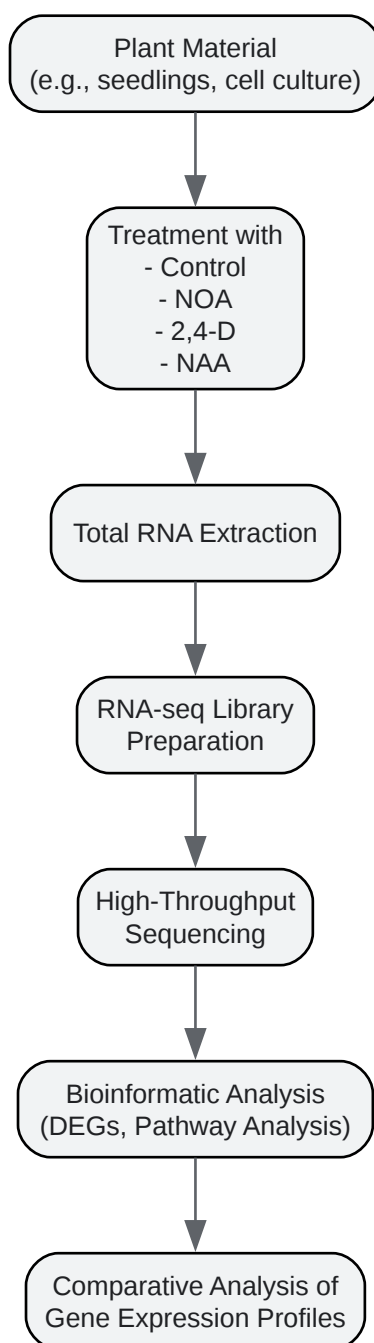 Plant Material
(e.g., seedlings, cell culture)
Treatment with
- Control
- NOA
- 2,4-D
- NAA
Total RNA Extraction
RNA-seq Library
Preparation
High-Throughput
Sequencing
Bioinformatic Analysis
(DEGs, Pathway Analysis)
Comparative Analysis of
Gene Expression Profiles